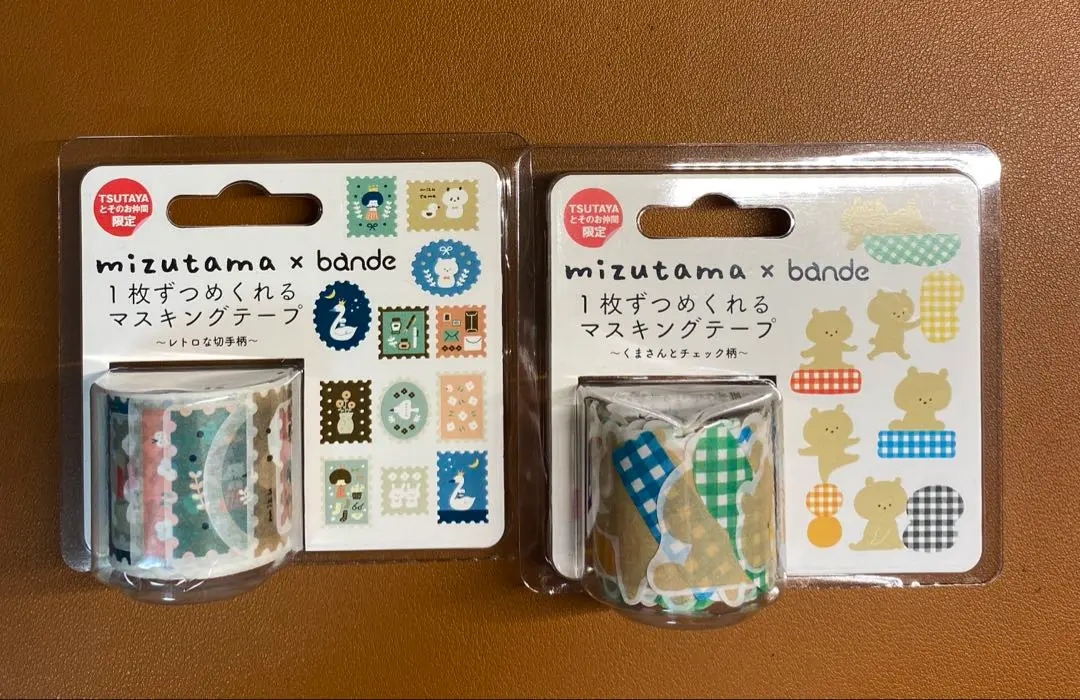 TSUTAYA
とそのお仲間
限定
mizutama × bande
1枚ずつめくれる
マスキングテープ
～レトロな切手柄～
mizu
tama
TSUTAYA
とそのお仲間
限定
mizutama × bande
1枚ずつめくれる
マスキングテープ
～くまさんとチェック柄～